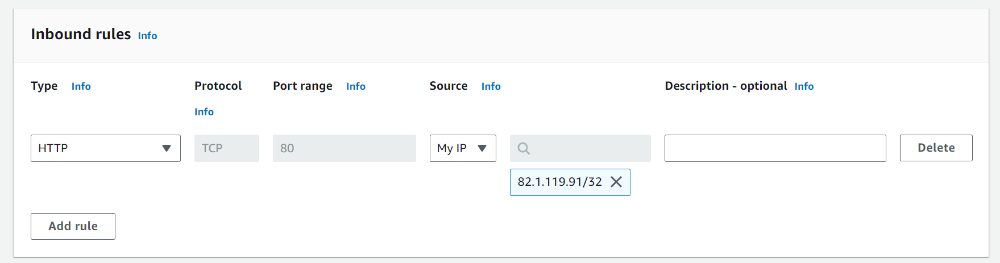 Inbound rules Info
Type Info Protocol Info Port range Info Source Info Description - optional Info
HTTP TCP 80 My IP Delete
82.1.119.91/32
Add rule